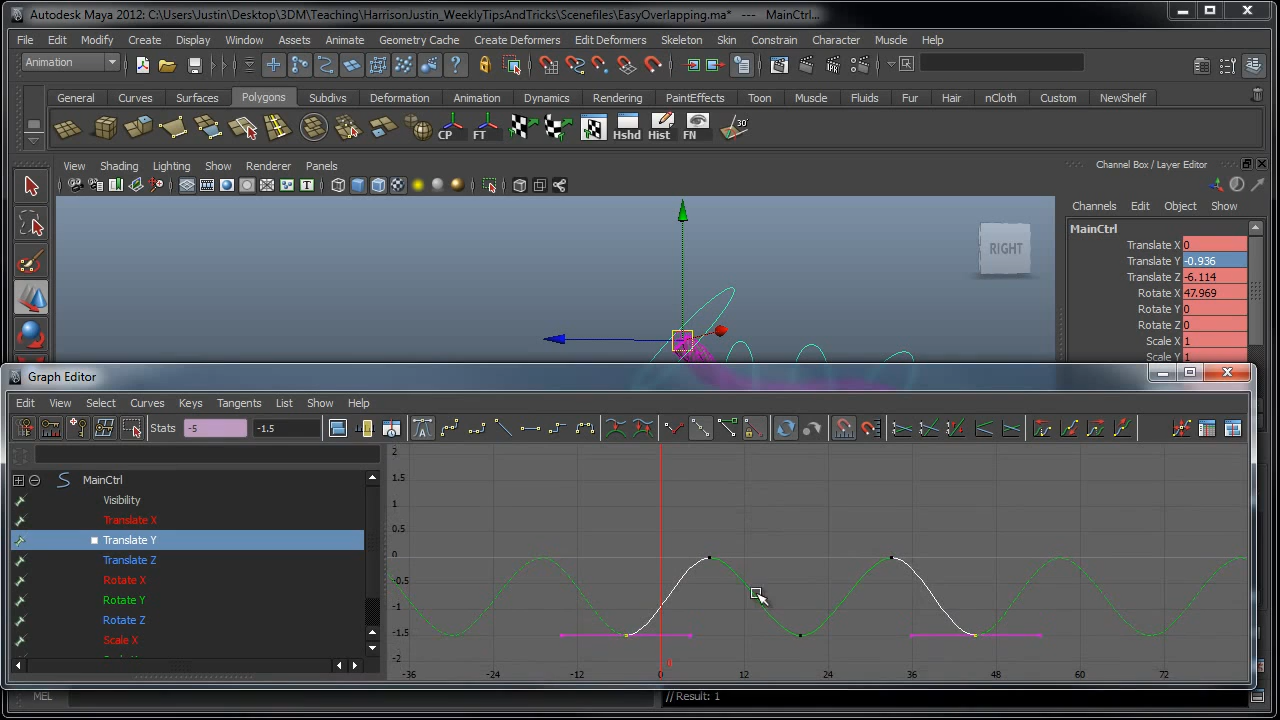 Autodesk Maya 2012: C:\Users\Justin\Desktop\3DM\Teaching\HarrisonJustin_WeeklyTipsAndTricks\Scenefiles\EasyOverlapping.ma* --- MainCtrl...
File Edit Modify Create Display Window Assets Animate Geometry Cache Create Deformers Edit Deformers Skeleton Skin Constrain Character Muscle Help
Animation
General Curves Surfaces Polygons Subdivs Deformation Animation Dynamics Rendering PaintEffects Toon Muscle Fluids Fur Hair nCloth Custom NewShelf
CP FT Hshd Hist FN 30°
View Shading Lighting Show Renderer Panels
Channel Box / Layer Editor
Channels Edit Object Show
RIGHT
MainCtrl
Translate X 0
Translate Y -0.936
Translate Z -6.114
Rotate X 47.969
Rotate Y 0
Rotate Z 0
Scale X 1
Scale Y 1
Graph Editor
Edit View Select Curves Keys Tangents List Show Help
Stats -5 -1.5
MainCtrl
Visibility
Translate X
Translate Y
Translate Z
Rotate X
Rotate Y
Rotate Z
Scale X
2
1.5
1
0.5
0
-0.5
-1
-1.5
-2
-36 -24 -12 0 12 24 36 48 60 72
0
MEL // Result: 1